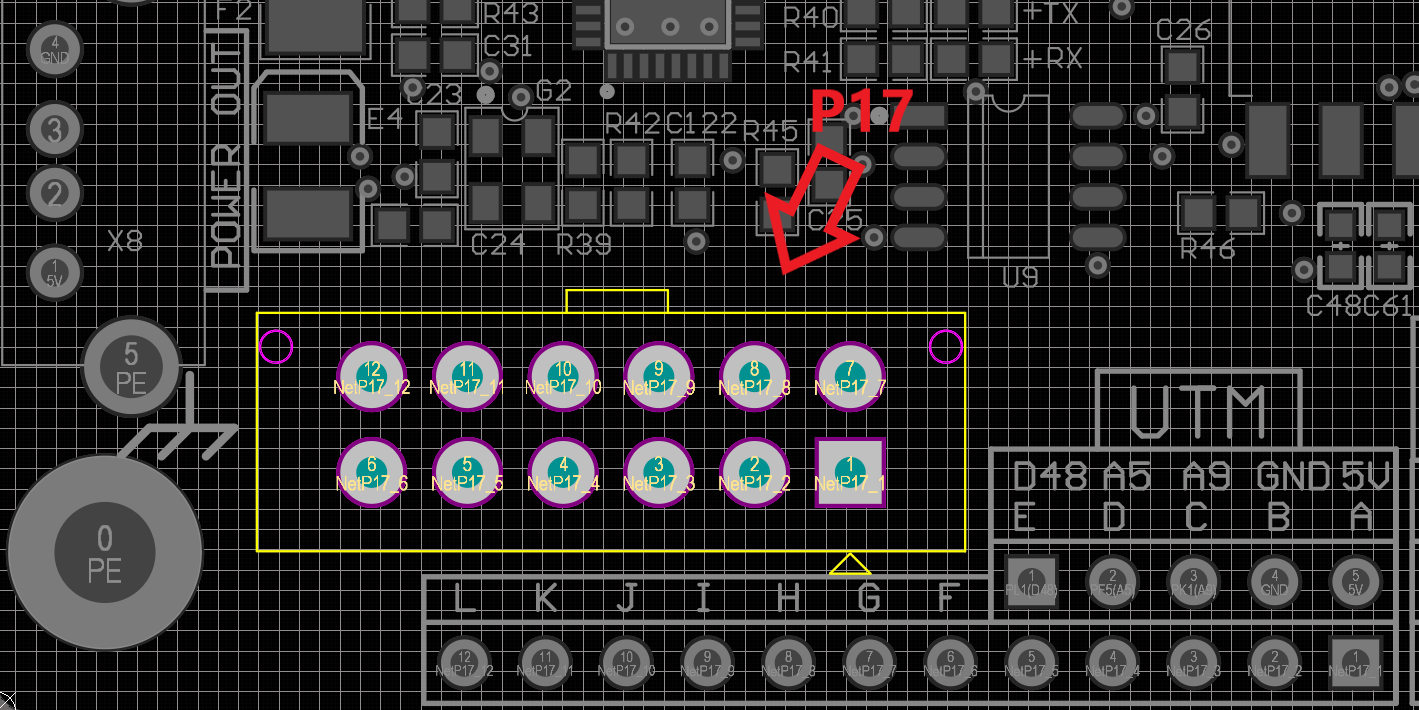 F2
R43
R40
+TX
C31
R41
+RX
C26
4
GND
POWER OUT
C23
G2
P17
3
E4
R42
C122
R45
2
C24
R39
R46
X8
1
5V
U9
C48
C61
5
PE
12
NetP17_12
11
NetP17_11
10
NetP17_10
9
NetP17_9
8
NetP17_8
7
NetP17_7
6
NetP17_6
5
NetP17_5
4
NetP17_4
3
NetP17_3
2
NetP17_2
1
NetP17_1
UTM
D48 A5 A9 GND 5V
E D C B A
0
PE
1
PL1(D48)
2
PF5(A5)
3
PK1(A9)
4
GND
5
5V
L K J I H G F
12
NetP17_12
11
NetP17_11
10
NetP17_10
9
NetP17_9
8
NetP17_8
7
NetP17_7
6
NetP17_6
5
NetP17_5
4
NetP17_4
3
NetP17_3
2
NetP17_2
1
NetP17_1